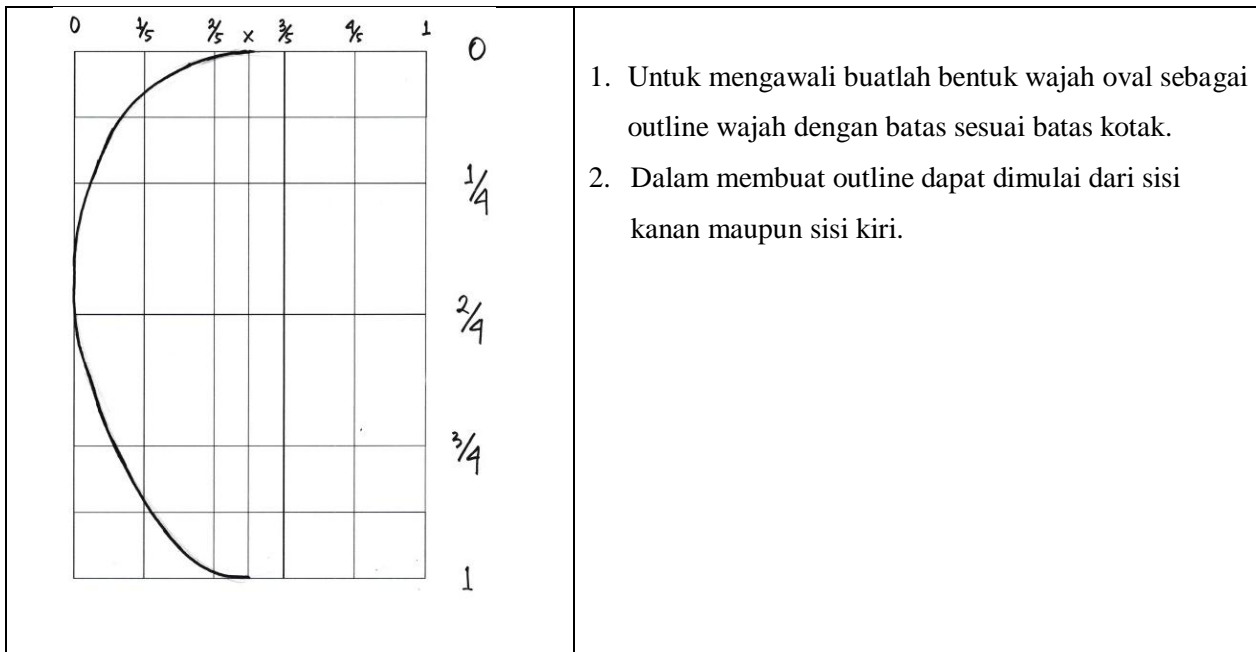 0 1/5 2/5 x 3/5 4/5 1
0
1/4
2/4
3/4
1
1. Untuk mengawali buatlah bentuk wajah oval sebagai
outline wajah dengan batas sesuai batas kotak.
2. Dalam membuat outline dapat dimulai dari sisi
kanan maupun sisi kiri.